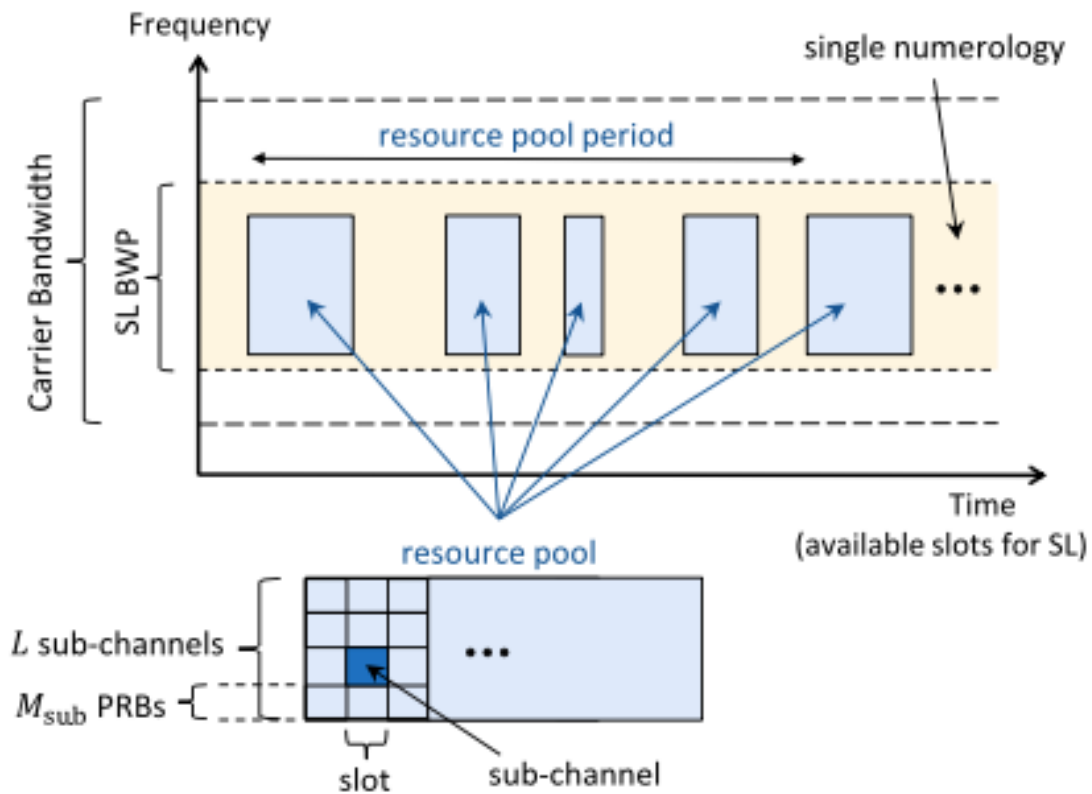 Frequency
single numerology
resource pool period
Carrier Bandwidth
SL BWP
•••
Time
(available slots for SL)
resource pool
L sub-channels
•••
M_sub PRBs
slot
sub-channel